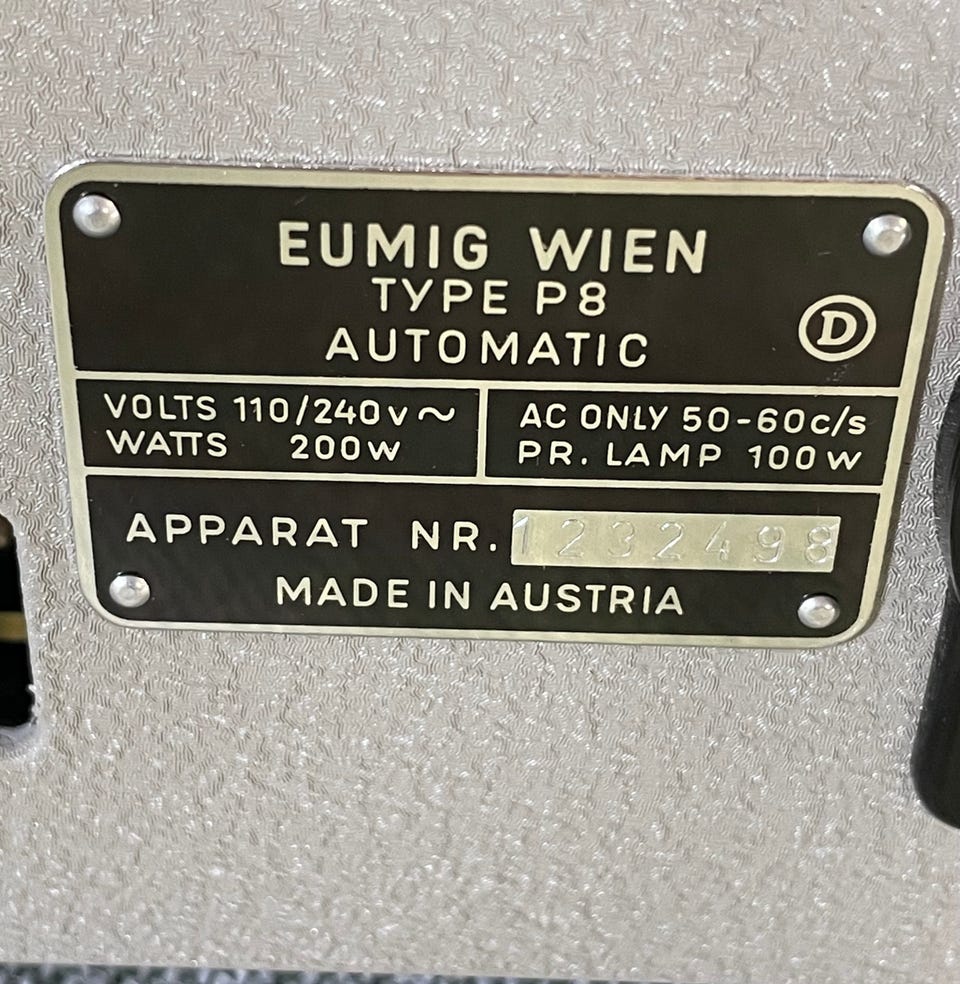 EUMIG WIEN
TYPE P8
AUTOMATIC
D
VOLTS 110/240V~
WATTS 200W
AC ONLY 50-60c/s
PR. LAMP 100W
APPARAT NR. 1232498
MADE IN AUSTRIA